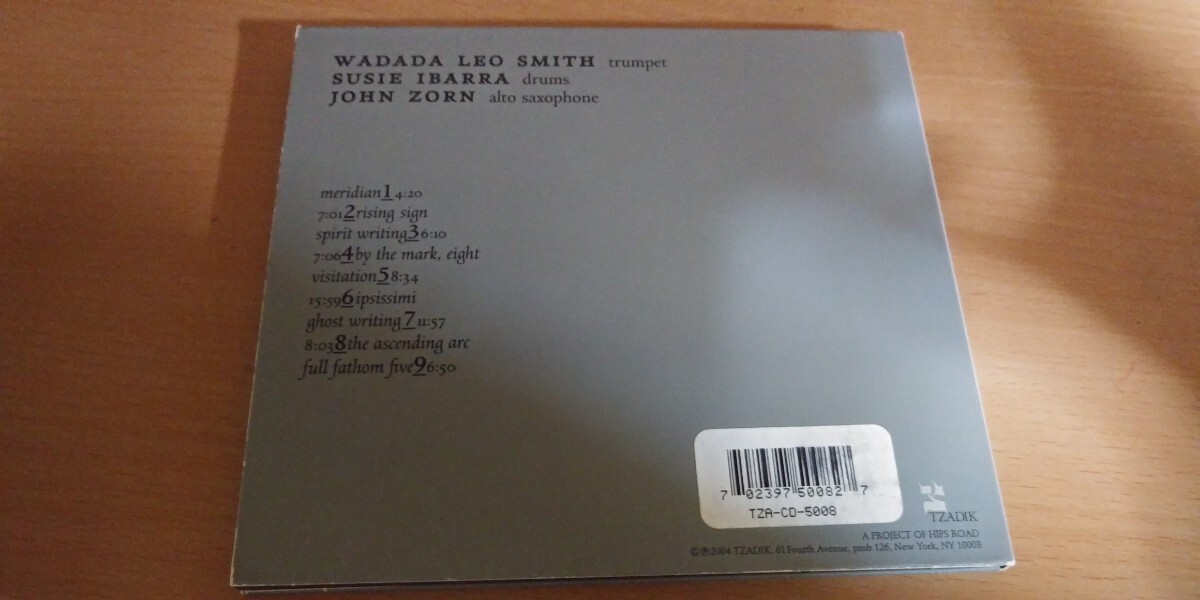 WADADA LEO SMITH trumpet
SUSIE IBARRA drums
JOHN ZORN alto saxophone
meridian 1 4:20
7:01 2 rising sign
spirit writing 3 6:10
7:06 4 by the mark, eight
visitation 5 8:34
15:59 6 ipsissimi
ghost writing 7 11:57
8:03 8 the ascending arc
full fathom five 9 6:50
7 02397 50082 7
TZA-CD-5008
TZADIK
A PROJECT OF HIPS ROAD
©℗2004 TZADIK, 61 Fourth Avenue, pmb 126, New York, NY 10003